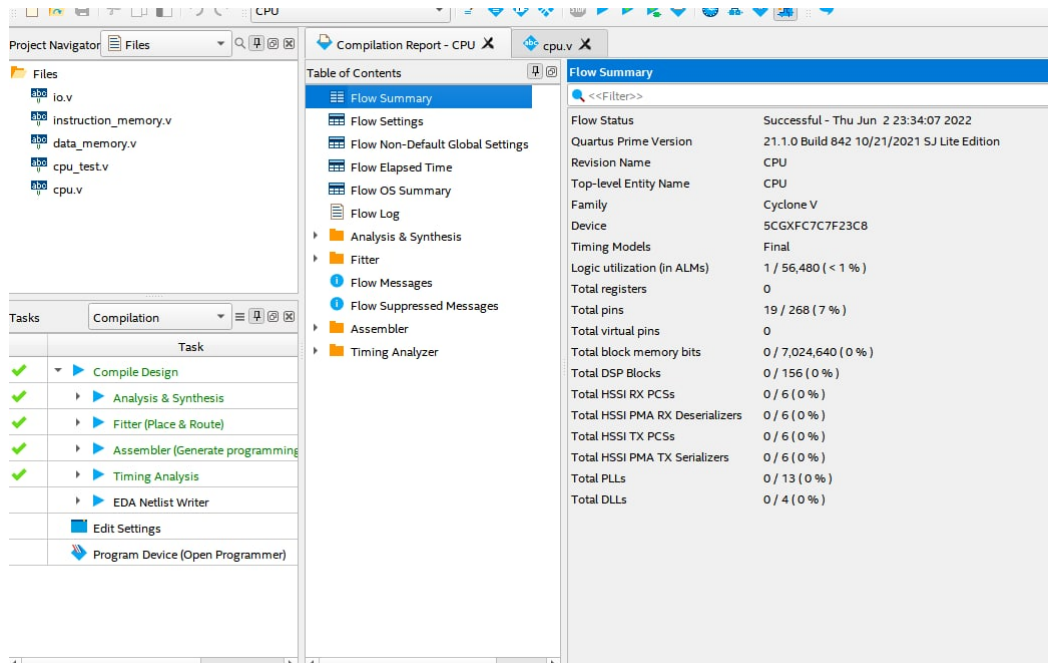 CPU
Project Navigator Files
Files
io.v
instruction_memory.v
data_memory.v
cpu_test.v
cpu.v
Tasks Compilation
Task
Compile Design
Analysis & Synthesis
Fitter (Place & Route)
Assembler (Generate programming
Timing Analysis
EDA Netlist Writer
Edit Settings
Program Device (Open Programmer)
Compilation Report - CPU
cpu.v
Table of Contents
Flow Summary
Flow Settings
Flow Non-Default Global Settings
Flow Elapsed Time
Flow OS Summary
Flow Log
Analysis & Synthesis
Fitter
Flow Messages
Flow Suppressed Messages
Assembler
Timing Analyzer
Flow Summary
<<Filter>>
Flow Status Successful - Thu Jun 2 23:34:07 2022
Quartus Prime Version 21.1.0 Build 842 10/21/2021 SJ Lite Edition
Revision Name CPU
Top-level Entity Name CPU
Family Cyclone V
Device 5CGXFC7C7F23C8
Timing Models Final
Logic utilization (in ALMs) 1 / 56,480 ( < 1 % )
Total registers 0
Total pins 19 / 268 ( 7 % )
Total virtual pins 0
Total block memory bits 0 / 7,024,640 ( 0 % )
Total DSP Blocks 0 / 156 ( 0 % )
Total HSSI RX PCSs 0 / 6 ( 0 % )
Total HSSI PMA RX Deserializers 0 / 6 ( 0 % )
Total HSSI TX PCSs 0 / 6 ( 0 % )
Total HSSI PMA TX Serializers 0 / 6 ( 0 % )
Total PLLs 0 / 13 ( 0 % )
Total DLLs 0 / 4 ( 0 % )